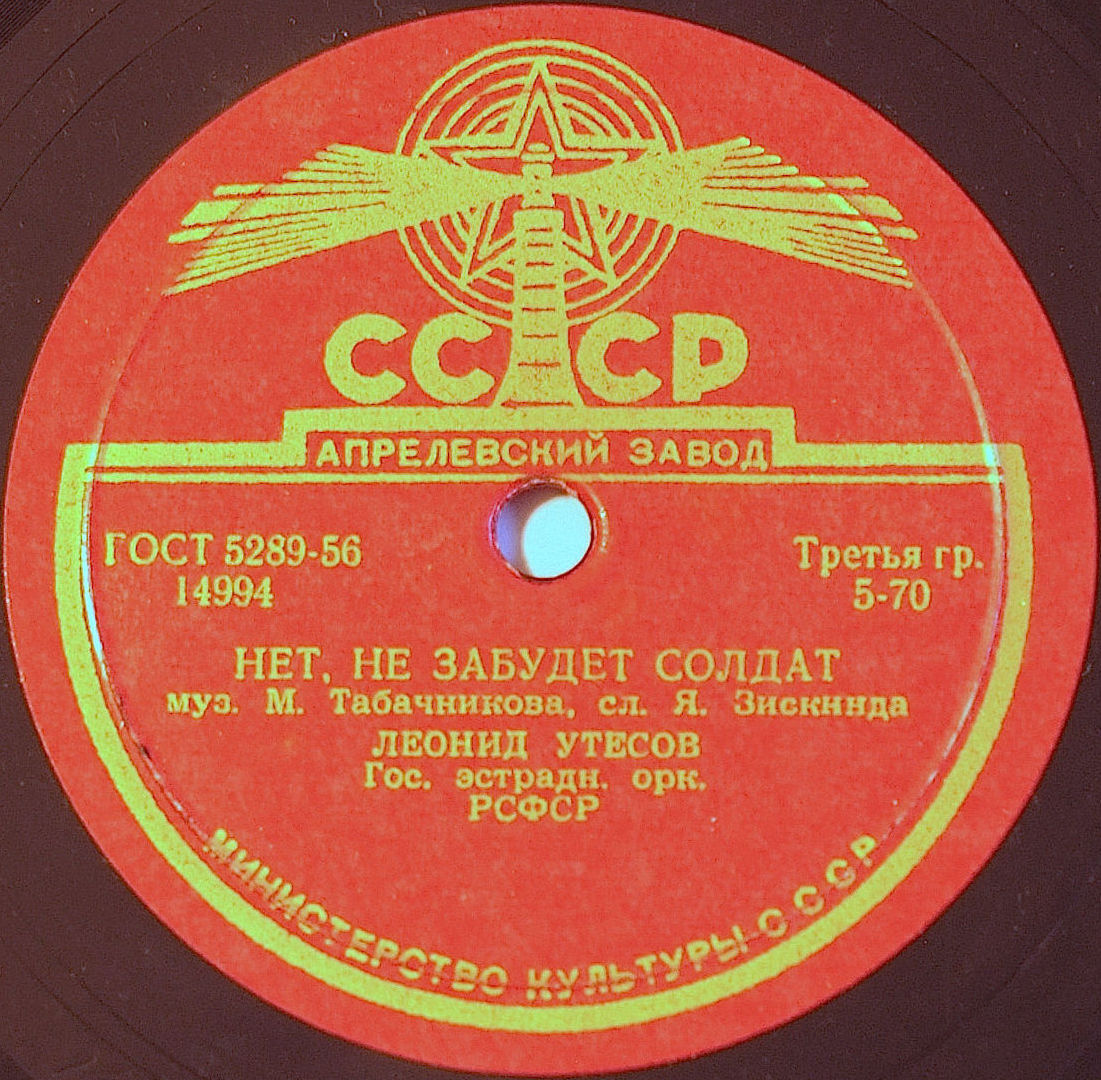 СССР
АПРЕЛЕВСКИЙ ЗАВОД
ГОСТ 5289-56
14994
Третья гр.
5-70
НЕТ, НЕ ЗАБУДЕТ СОЛДАТ
муз. М. Табачникова, сл. Я. Зискинда
ЛЕОНИД УТЕСОВ
Гос. эстрадн. орк.
РСФСР
МИНИСТЕРСТВО КУЛЬТУРЫ СССР